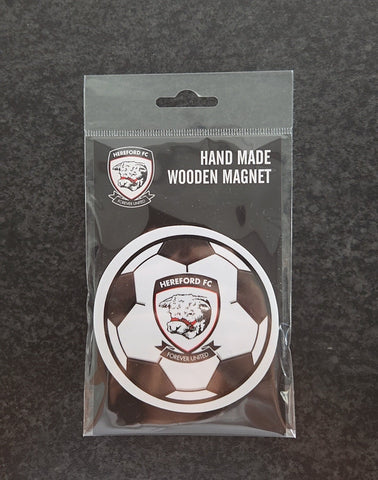 HEREFORD FC
FOREVER UNITED
HAND MADE
WOODEN MAGNET
HEREFORD FC
FOREVER UNITED